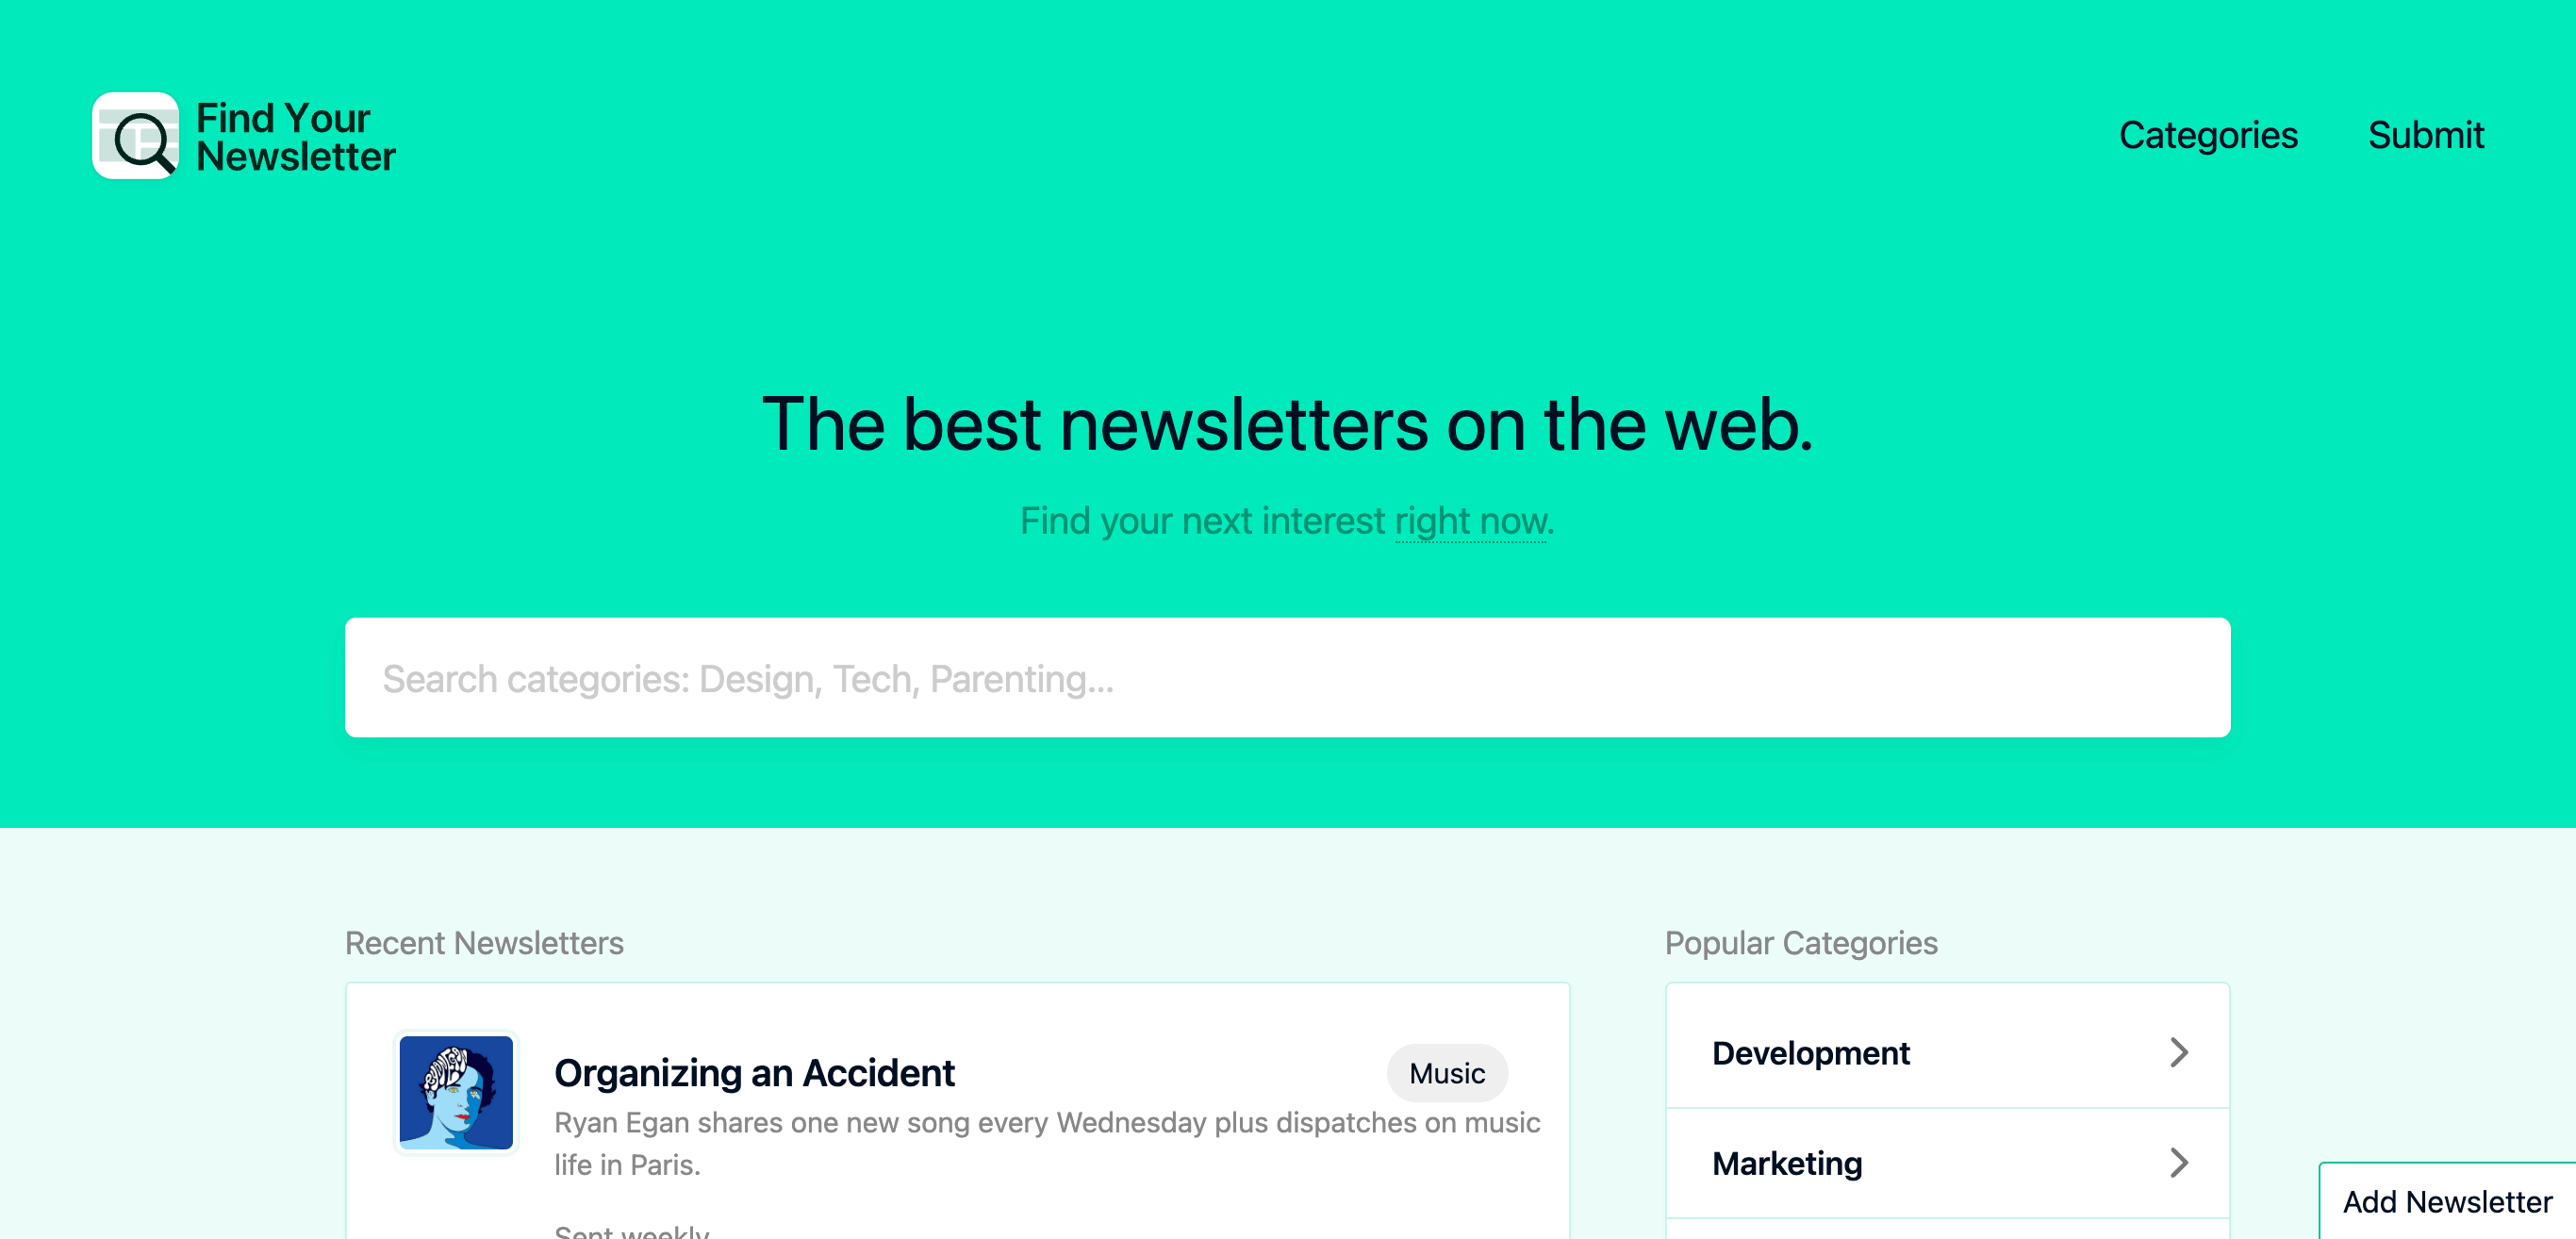 Find Your
Newsletter
Categories
Submit
The best newsletters on the web.
Find your next interest right now.
Search categories: Design, Tech, Parenting...
Recent Newsletters
Popular Categories
Organizing an Accident
Music
Ryan Egan shares one new song every Wednesday plus dispatches on music
life in Paris.
Sent weekly
Development
Marketing
Add Newsletter